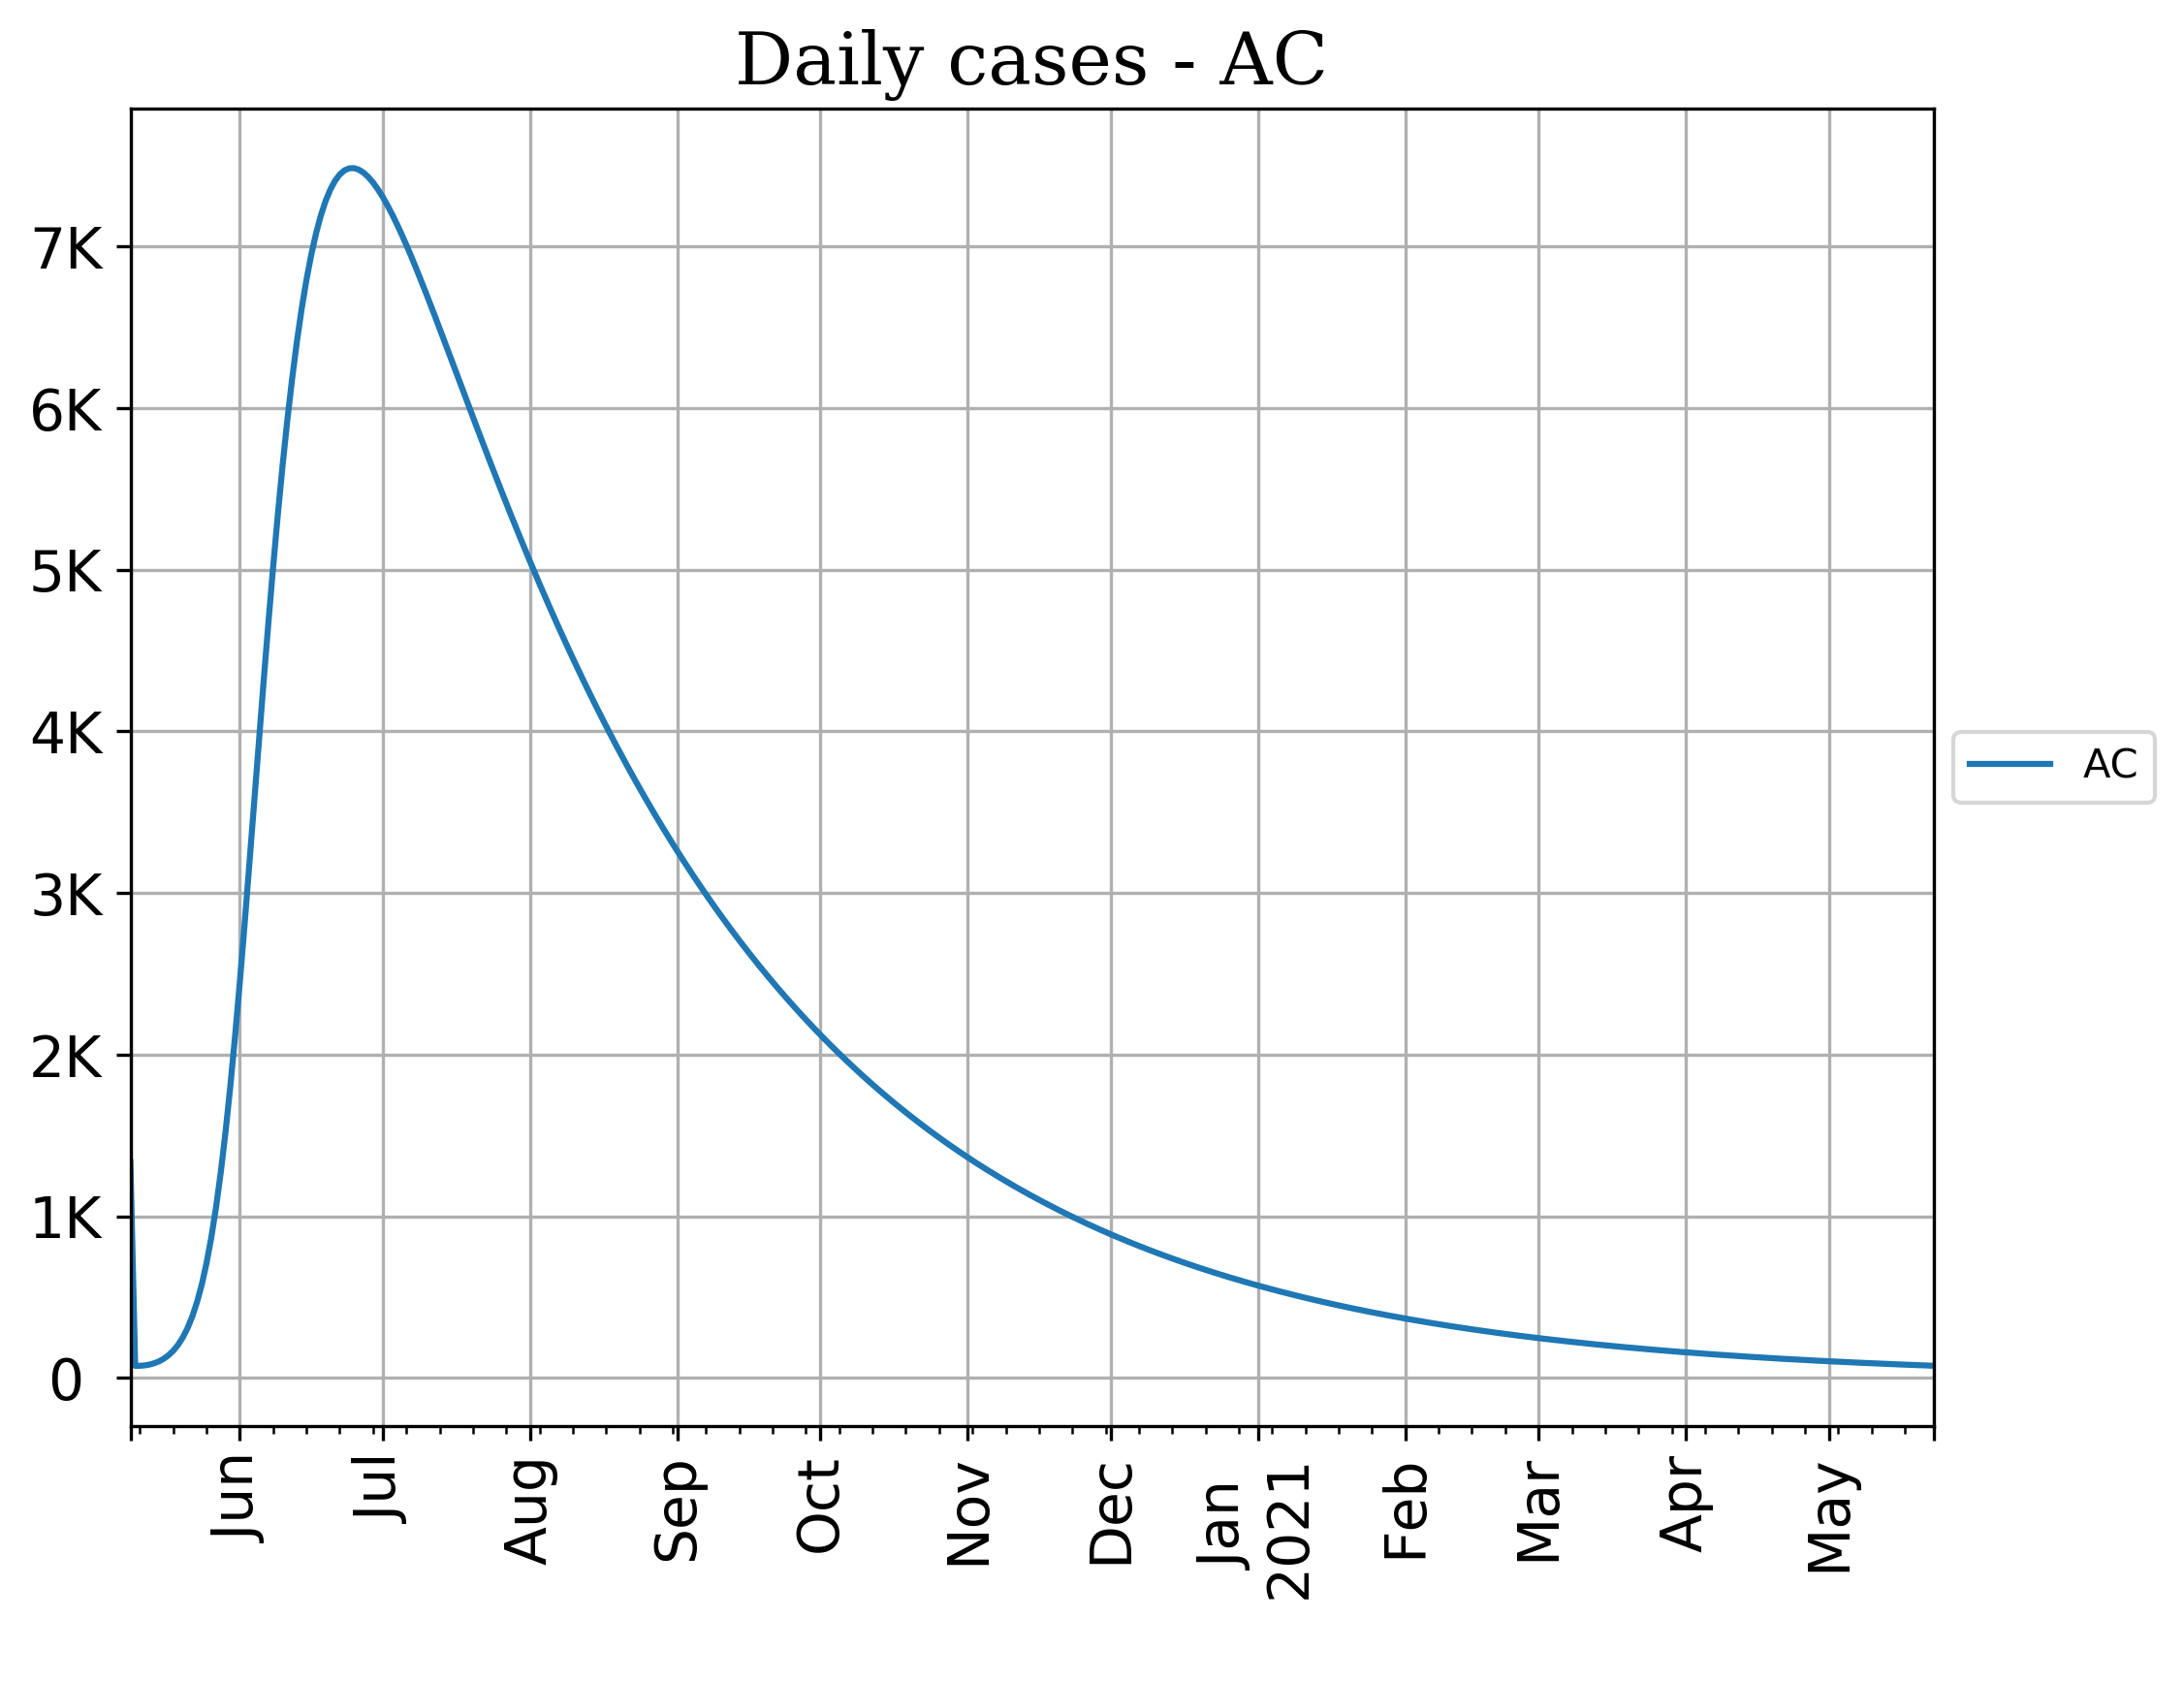 Daily cases - AC
7K
6K
5K
4K
3K
2K
1K
0
Jun
Jul
Aug
Sep
Oct
Nov
Dec
Jan
2021
Feb
Mar
Apr
May
AC